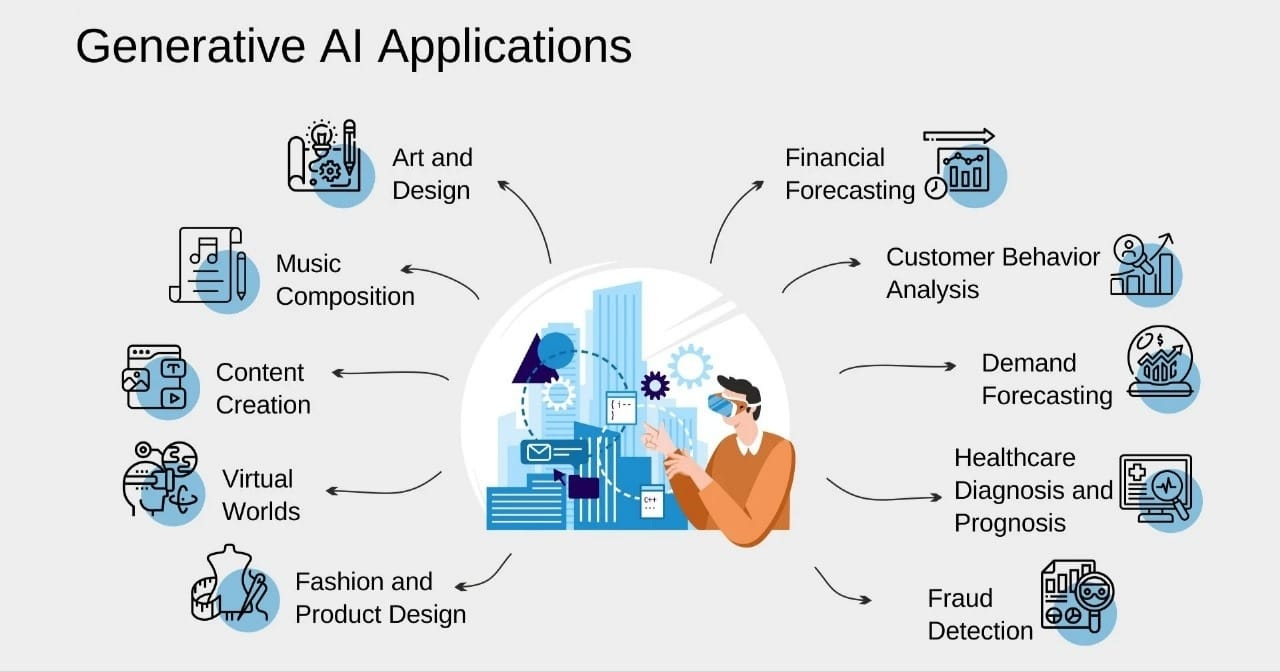 Generative AI Applications
Art and
Design
Music
Composition
Content
Creation
Virtual
Worlds
Fashion and
Product Design
Financial
Forecasting
Customer Behavior
Analysis
Demand
Forecasting
Healthcare
Diagnosis and
Prognosis
Fraud
Detection
{i--
}
C++
T
$